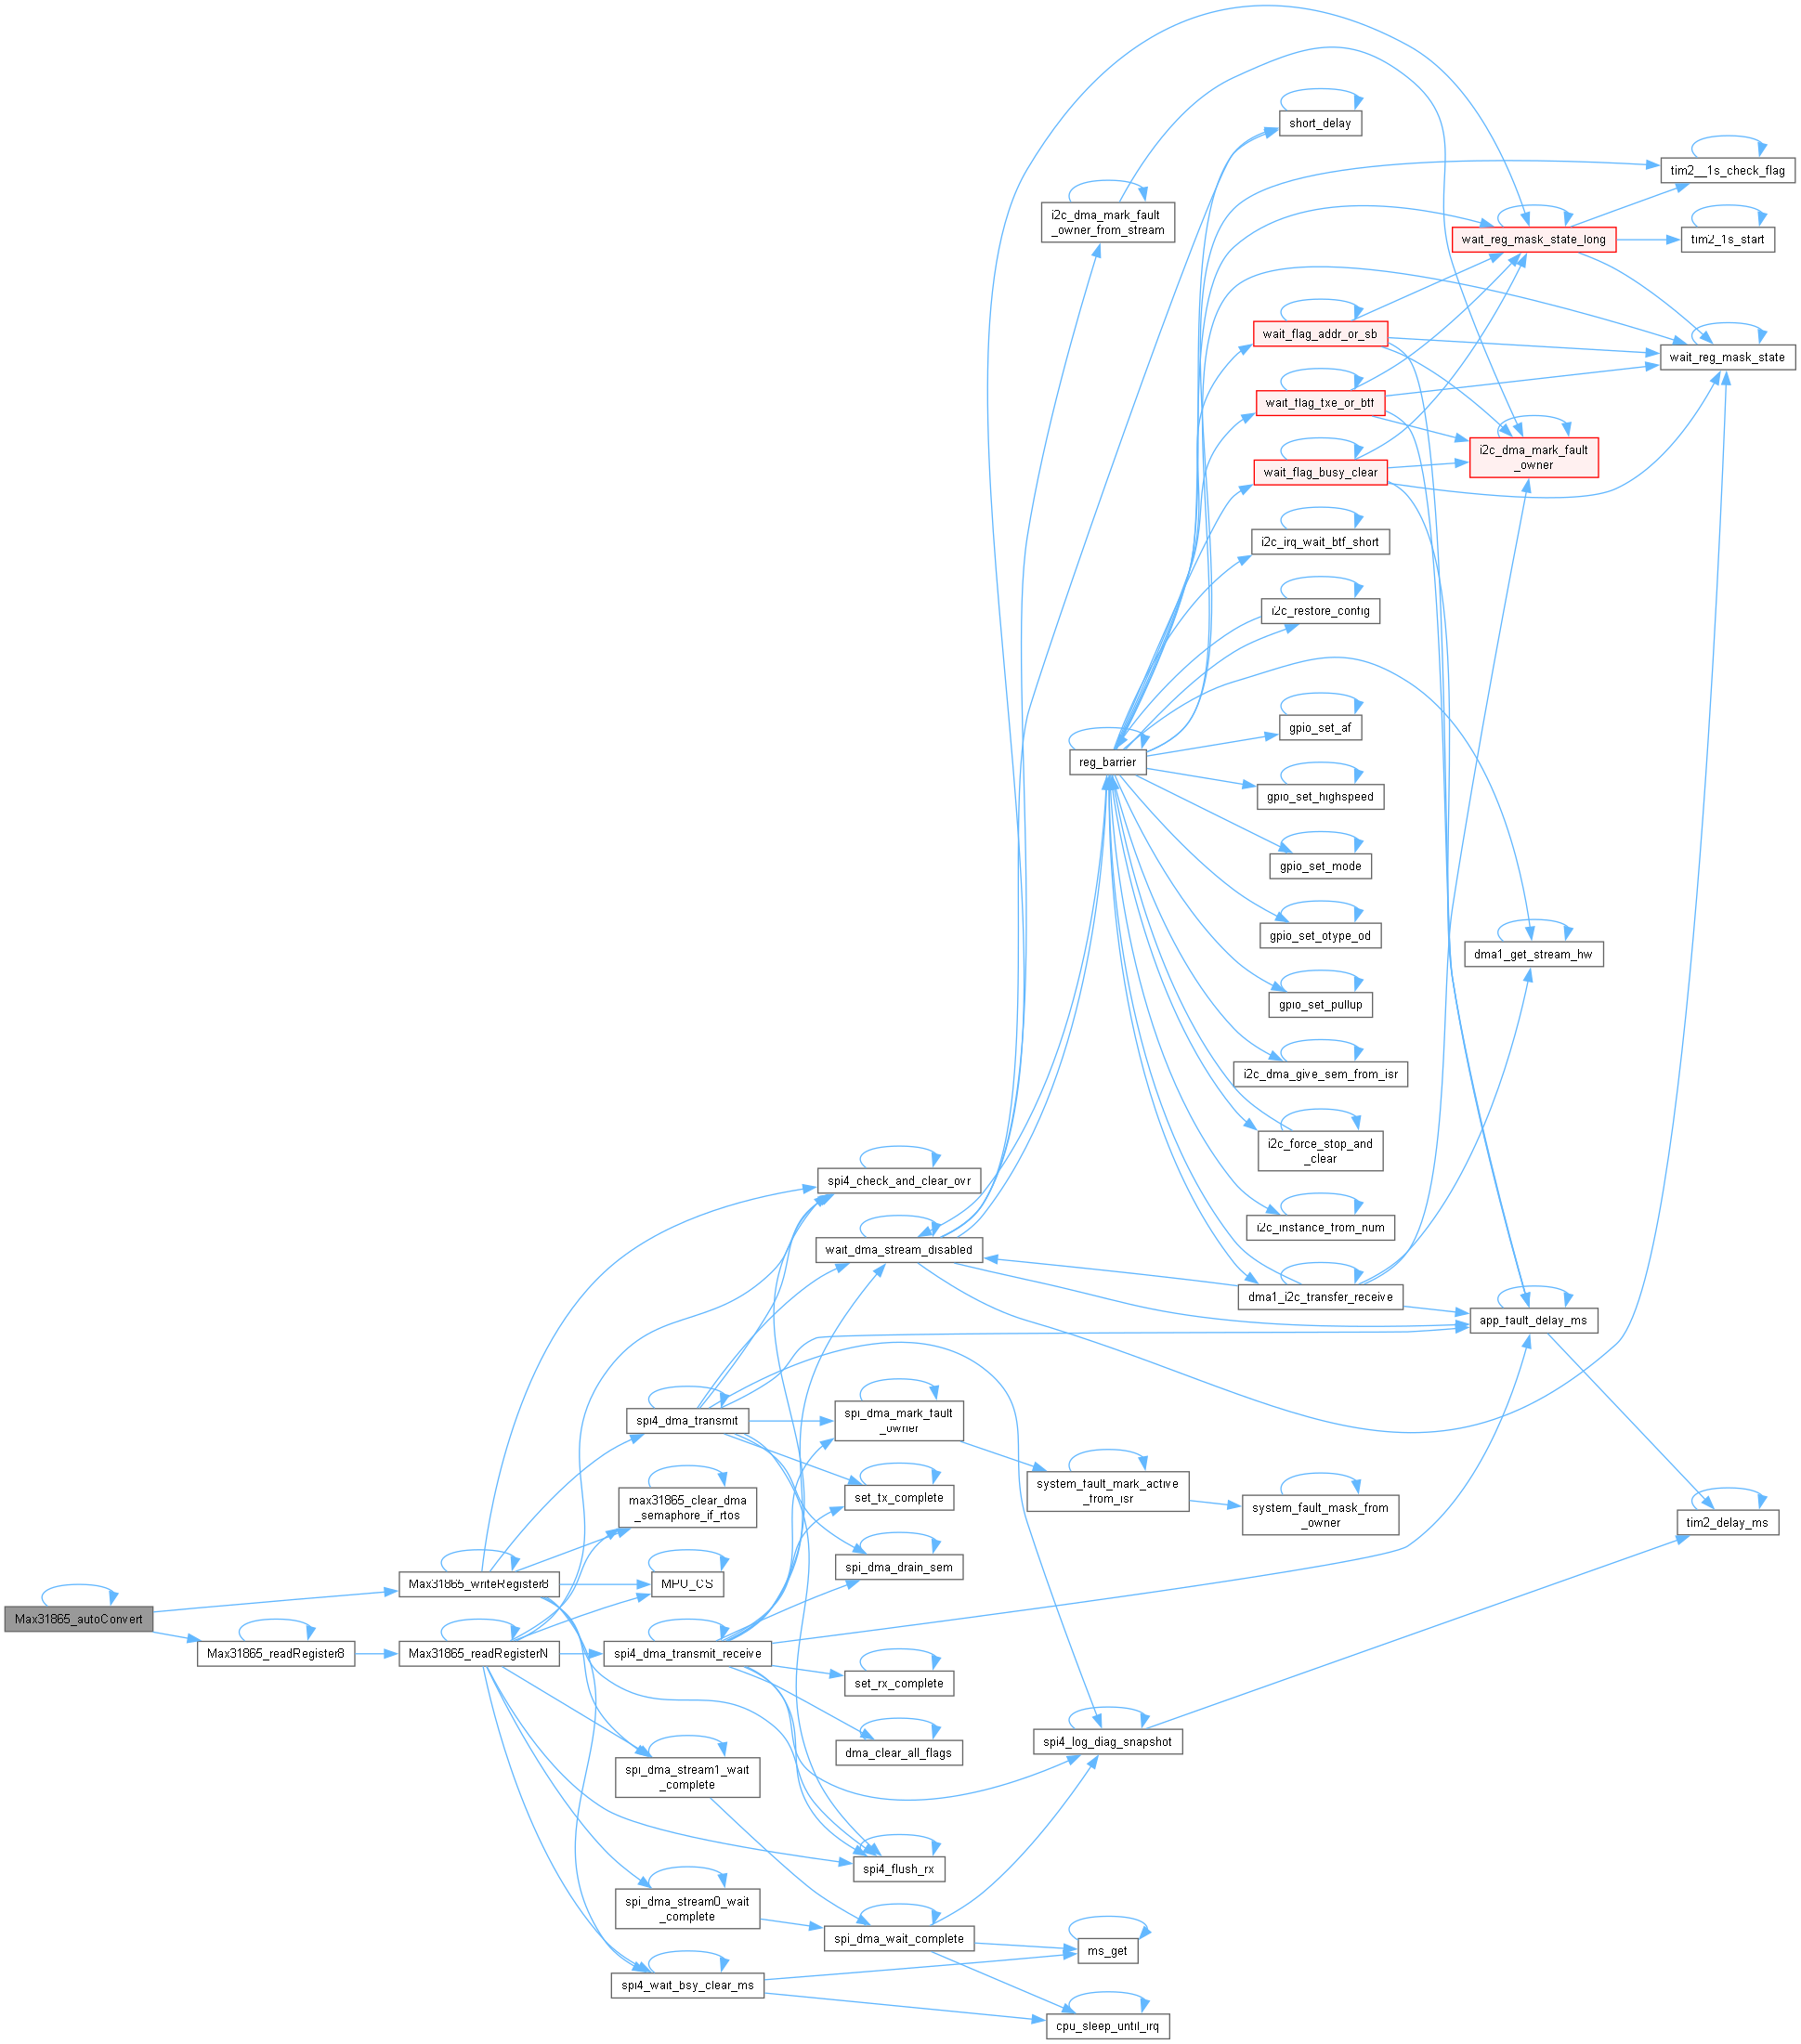 short_delay
tim2__1s_check_flag
i2c_dma_mark_fault
_owner_from_stream
wait_reg_mask_state_long
tim2_1s_start
wait_flag_addr_or_sb
wait_reg_mask_state
wait_flag_txe_or_btf
i2c_dma_mark_fault
_owner
wait_flag_busy_clear
i2c_irq_wait_btf_short
i2c_restore_config
gpio_set_af
reg_barrier
gpio_set_highspeed
gpio_set_mode
gpio_set_otype_od
dma1_get_stream_hw
gpio_set_pullup
i2c_dma_give_sem_from_isr
i2c_force_stop_and
_clear
spi4_check_and_clear_ovr
i2c_instance_from_num
wait_dma_stream_disabled
dma1_i2c_transfer_receive
app_fault_delay_ms
spi4_dma_transmit
spi_dma_mark_fault
_owner
system_fault_mark_active
_from_isr
max31865_clear_dma
_semaphore_if_rtos
set_tx_complete
system_fault_mask_from
_owner
tim2_delay_ms
spi_dma_drain_sem
Max31865_writeRegister8
MPU_CS
Max31865_autoConvert
Max31865_readRegister8
Max31865_readRegisterN
spi4_dma_transmit_receive
set_rx_complete
spi4_log_diag_snapshot
dma_clear_all_flags
spi_dma_stream1_wait
_complete
spi4_flush_rx
spi_dma_stream0_wait
_complete
spi_dma_wait_complete
ms_get
spi4_wait_bsy_clear_ms
cpu_sleep_until_irq